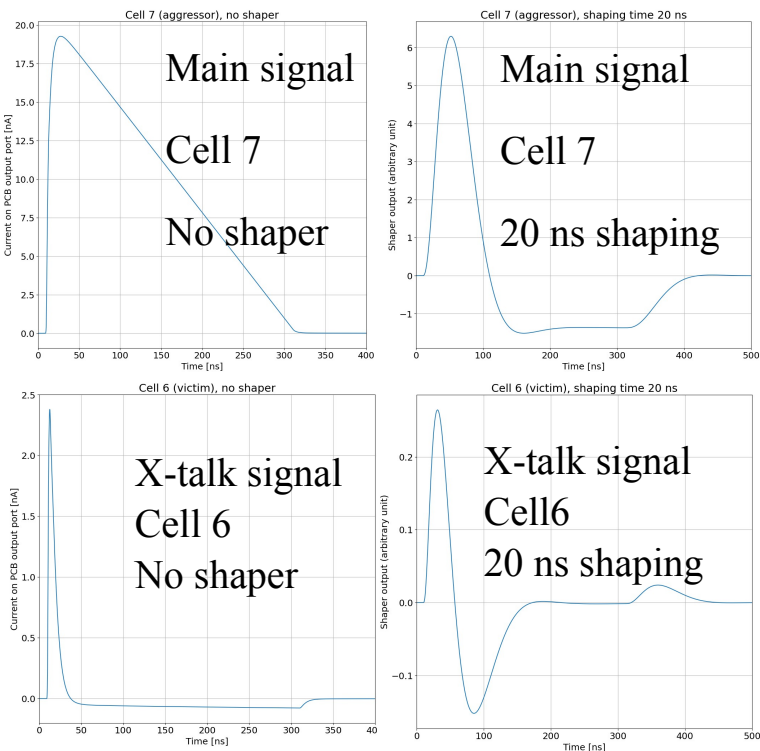 Cell 7 (aggressor), no shaper
Current on PCB output port [nA]
20.0
17.5
15.0
12.5
10.0
7.5
5.0
2.5
0.0
Main signal
Cell 7
No shaper
0 50 100 150 200 250 300 350 400
Time [ns]
Cell 7 (aggressor), shaping time 20 ns
Shaper output (arbitrary unit)
6
5
4
3
2
1
0
−1
Main signal
Cell 7
20 ns shaping
0 100 200 300 400 500
Time [ns]
Cell 6 (victim), no shaper
Current on PCB output port [nA]
2.5
2.0
1.5
1.0
0.5
0.0
X-talk signal
Cell 6
No shaper
0 50 100 150 200 250 300 350 40
Time [ns]
Cell 6 (victim), shaping time 20 ns
Shaper output (arbitrary unit)
0.2
0.1
0.0
−0.1
X-talk signal
Cell6
20 ns shaping
0 100 200 300 400 500
Time [ns]